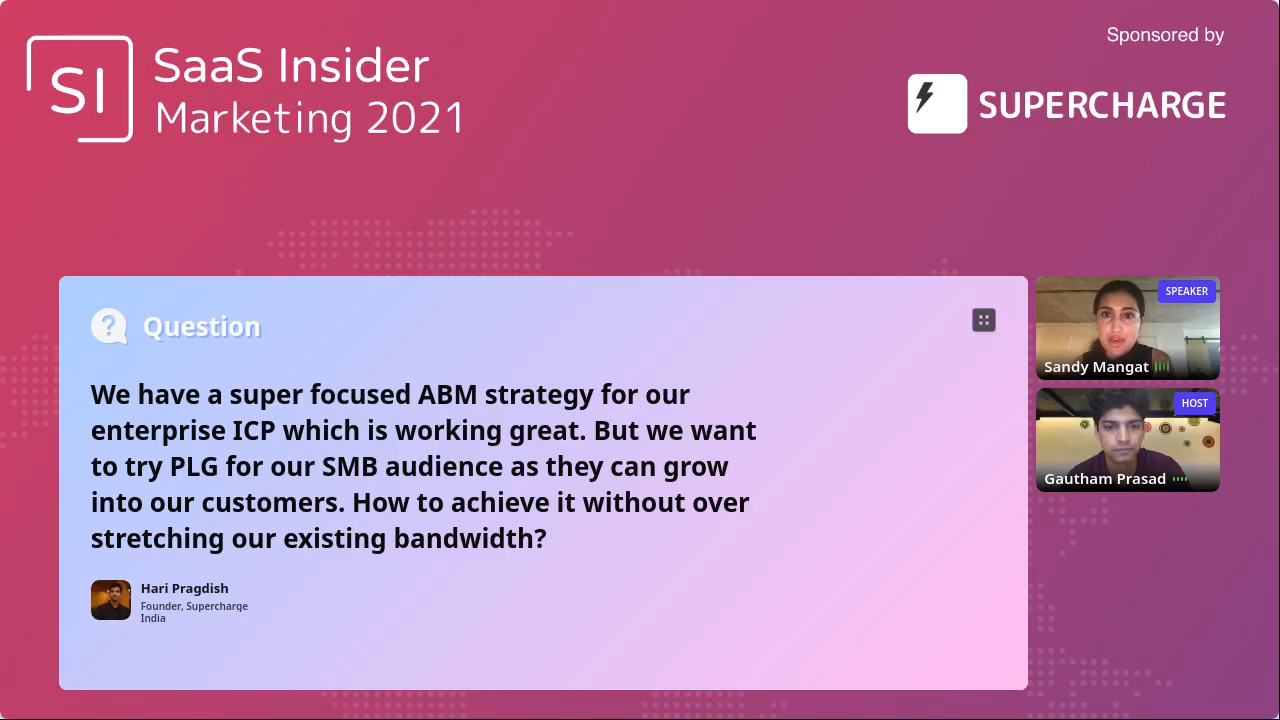 SI
SaaS Insider
Marketing 2021
Sponsored by
SUPERCHARGE
Question
We have a super focused ABM strategy for our
enterprise ICP which is working great. But we want
to try PLG for our SMB audience as they can grow
into our customers. How to achieve it without over
stretching our existing bandwidth?
Hari Pragdish
Founder, Supercharge
India
SPEAKER
Sandy Mangat
HOST
Gautham Prasad